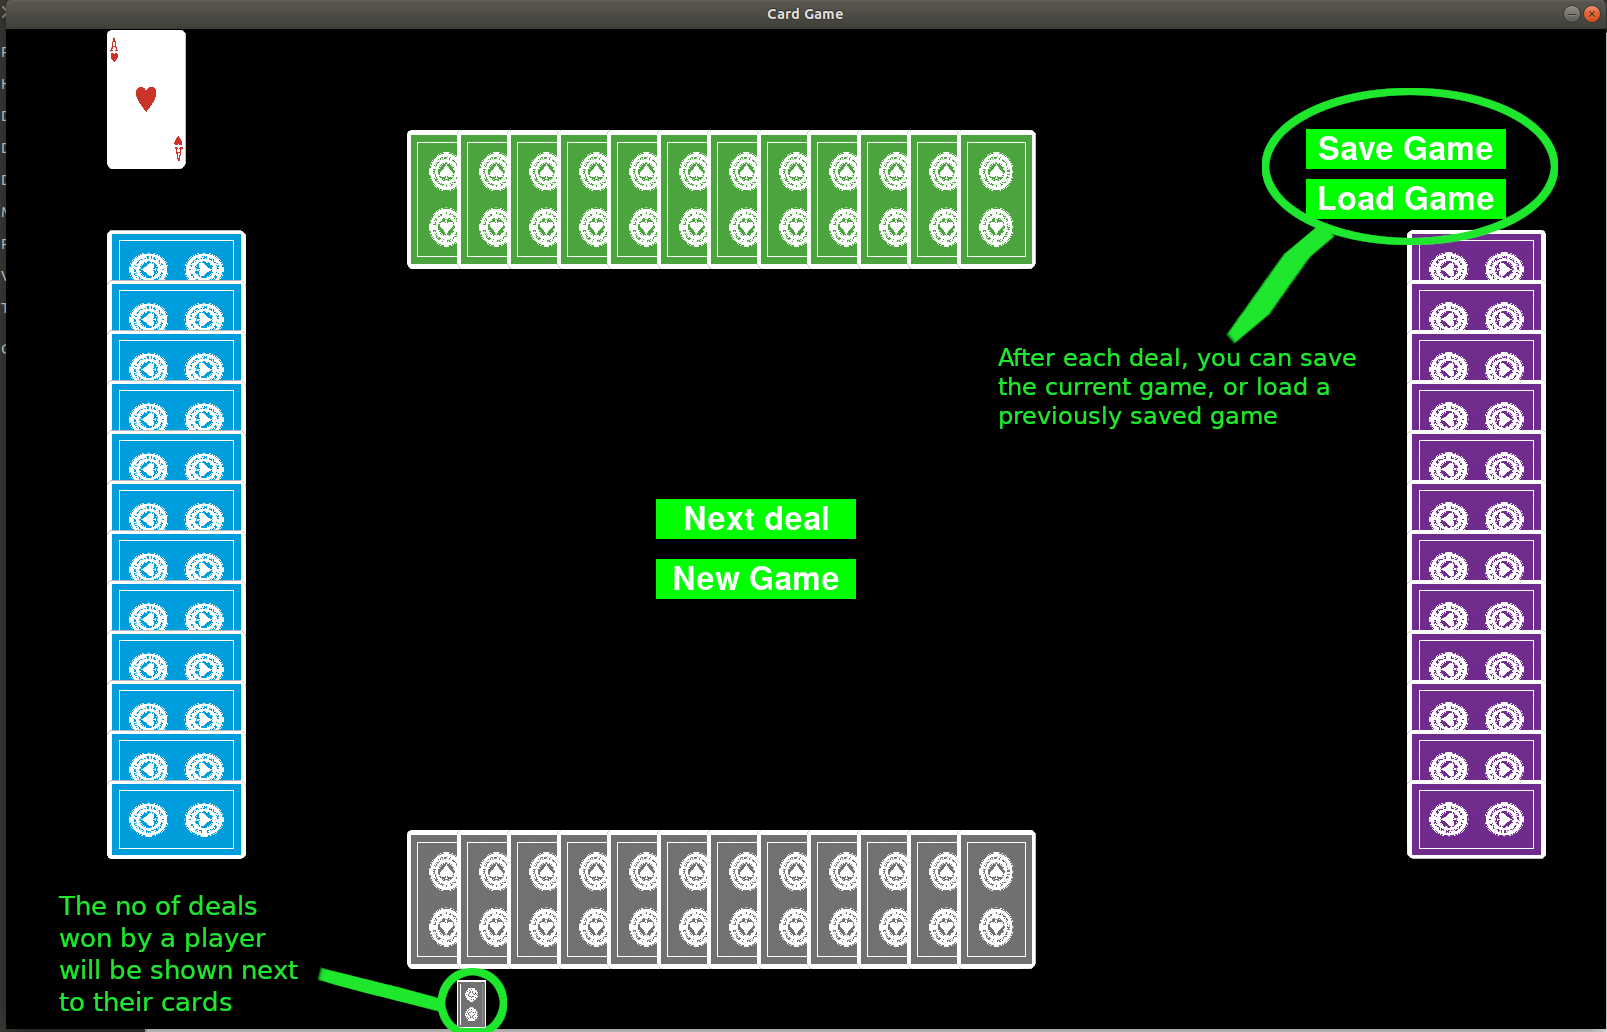 Card Game
A
A
Save Game
Load Game
After each deal, you can save
the current game, or load a
previously saved game
Next deal
New Game
The no of deals
won by a player
will be shown next
to their cards